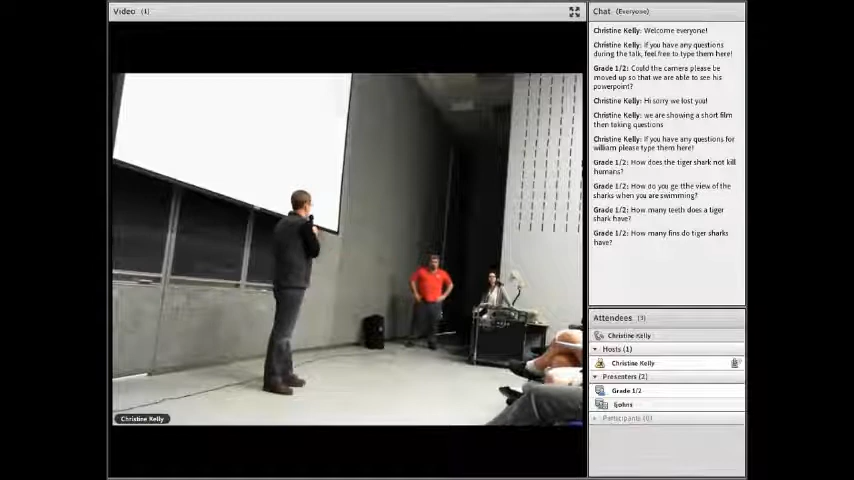 Video (1)
Chat (Everyone)
Christine Kelly: Welcome everyone!
Christine Kelly: If you have any questions
during the talk, feel free to type them here!
Grade 1/2: Could the camera please be
moved up so that we are able to see his
powerpoint?
Christine Kelly: Hi sorry we lost you!
Christine Kelly: we are showing a short film
then taking questions
Christine Kelly: If you have any questions for
william please type them here!
Grade 1/2: How does the tiger shark not kill
humans?
Grade 1/2: How do you ge tthe view of the
sharks when you are swimming?
Grade 1/2: How many teeth does a tiger
shark have?
Grade 1/2: How many fins do tiger sharks
have?
Attendees (3)
Christine Kelly
Hosts (1)
Christine Kelly
Presenters (2)
Grade 1/2
ljohns
Participants (0)
Christine Kelly